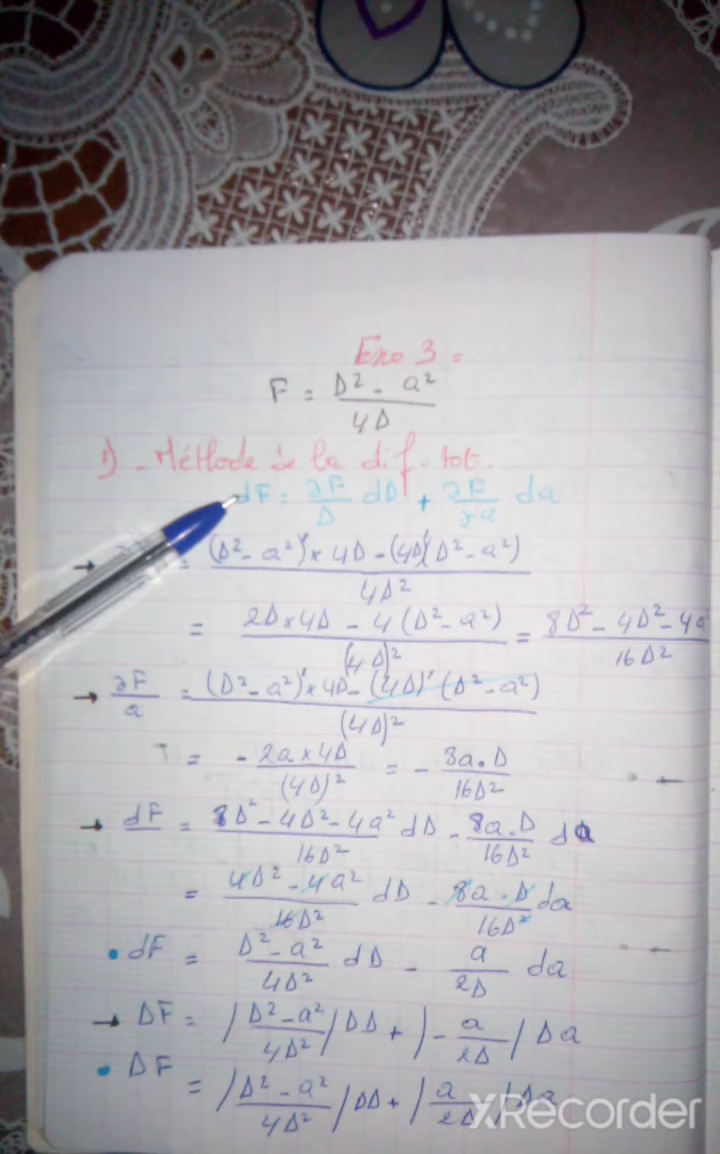 Exo 3 =
F = D² - a² / 4D
1) - Méthode de la dif. tot.
dF = ∂F/D dD + ∂F/∂a da
→ = (D² - a²)' × 4D - (4D)'(D² - a²) / 4D²
= 2D × 4D - 4 (D² - a²) / (4D)² = 8D² - 4D² - 4a / 16D²
→ ∂F/a = (D² - a²)' × 4D - (4D)' (D² - a²) / (4D)²
= - 2a × 4D / (4D)² = - 8a . D / 16D²
→ dF = 8D² - 4D² - 4a² / 16D² dD - 8a . D / 16D² da
= 4D² - 4a² / 16D² dD - 8a . D / 16D² da
• dF = D² - a² / 4D² dD - a / 2D da
→ ΔF = | D² - a² / 4D² | ΔD + | - a / 2D | Δa
• ΔF = | D² - a² / 4D² | ΔD + | a / 2D | Δa
XRecorder